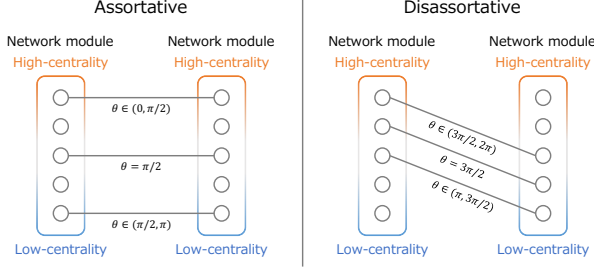 Assortative
Network module
Network module
High-centrality
High-centrality
θ ∈ (0, π/2)
θ = π/2
θ ∈ (π/2, π)
Low-centrality
Low-centrality
Disassortative
Network module
Network module
High-centrality
High-centrality
θ ∈ (3π/2, 2π)
θ = 3π/2
θ ∈ (π, 3π/2)
Low-centrality
Low-centrality